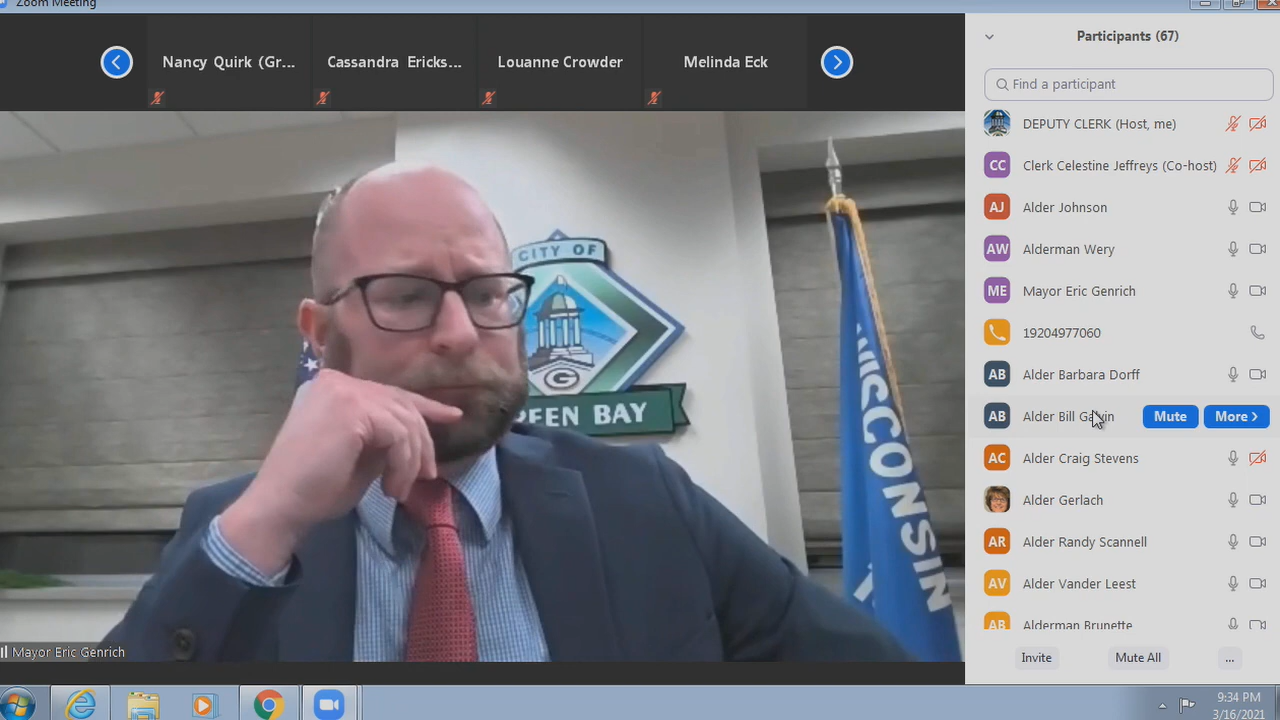 Zoom Meeting
Nancy Quirk (Gr...
Cassandra Ericks...
Louanne Crowder
Melinda Eck
CITY OF
G
REEN BAY
WISCONSIN
Mayor Eric Genrich
Participants (67)
Find a participant
DEPUTY CLERK (Host, me)
CC Clerk Celestine Jeffreys (Co-host)
AJ Alder Johnson
AW Alderman Wery
ME Mayor Eric Genrich
19204977060
AB Alder Barbara Dorff
AB Alder Bill Mute More >
AC Alder Craig Stevens
Alder Gerlach
AR Alder Randy Scannell
AV Alder Vander Leest
AB Alderman Brunette
Invite Mute All ...
9:34 PM
3/16/2021